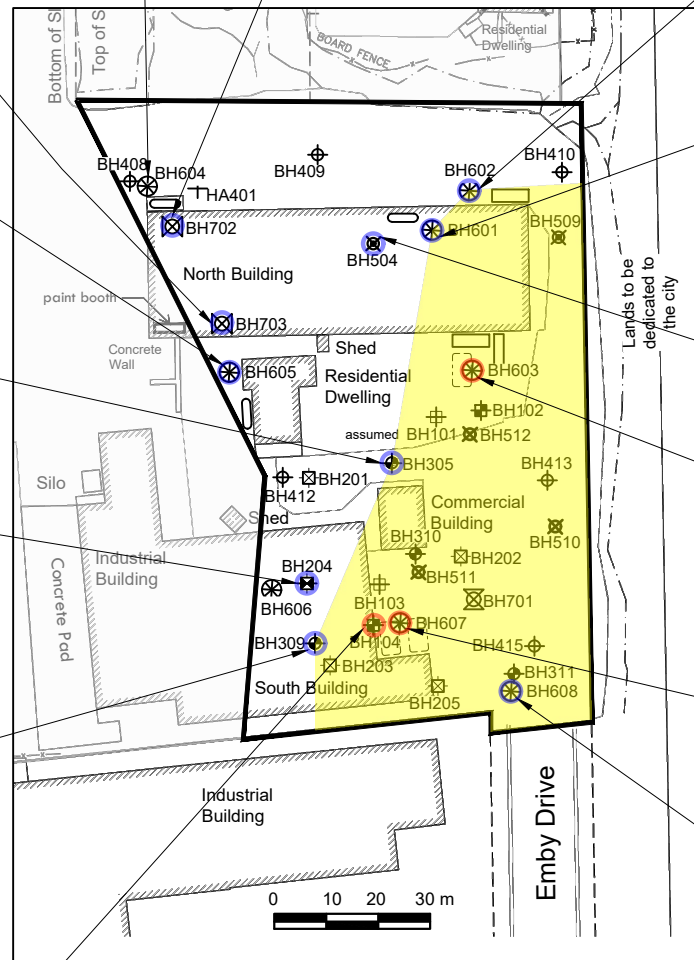 Bottom of Sl
Top of S
BOARD FENCE
Residential
Dwelling
BH408
BH604
HA401
BH409
BH602
BH410
BH702
BH504
BH601
BH509
North Building
Lands to be
dedicated to
the city
paint booth
BH703
Concrete
Wall
Shed
BH605
Residential
Dwelling
BH603
BH102
BH101
BH512
assumed
BH305
BH201
BH412
BH413
Silo
Shed
Commercial
Building
BH510
BH310
BH202
Industrial
Building
Concrete Pad
BH204
BH511
BH606
BH103
BH701
BH607
BH309
BH104
BH415
BH203
BH311
South Building
BH205
BH608
Industrial
Building
Emby Drive
0 10 20 30 m